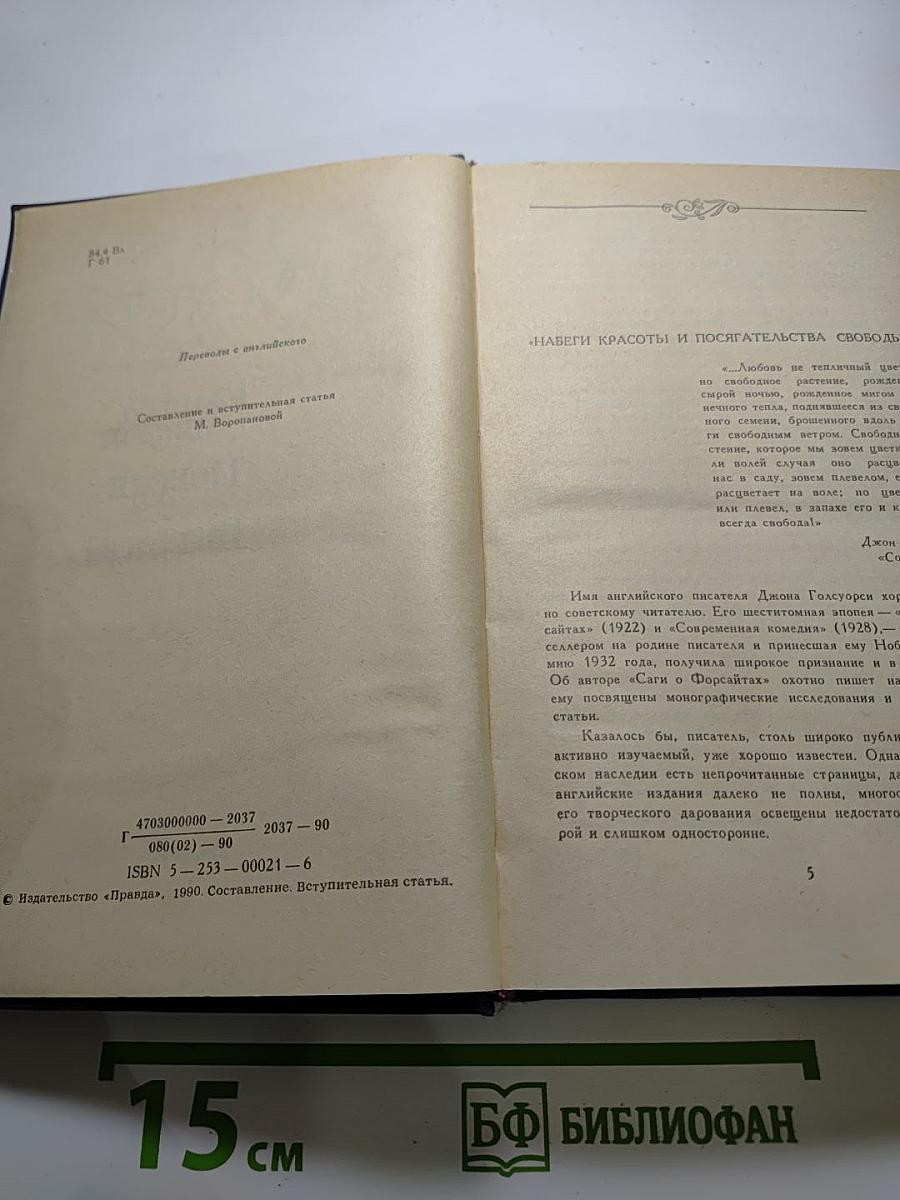 84.4 Вл
Г 61
Переводы с английского
Составление и вступительная статья
М. Воропановой
Г 4703000000 — 2037 2037 — 90
080(02) — 90
ISBN 5 — 253 — 00021 — 6
© Издательство «Правда», 1990. Составление. Вступительная статья.
«НАБЕГИ КРАСОТЫ И ПОСЯГАТЕЛЬСТВА СВОБОДЫ
«...Любовь не тепличный цвет
но свободное растение, рожден
сырой ночью, рожденное мигом
нечного тепла, поднявшееся из св
ного семени, брошенного вдоль
ги свободным ветром. Свободн
стение, которое мы зовем цветк
ли волей случая оно расцв
нас в саду, зовем плевелом, е
расцветает на воле; но цве
или плевел, в запахе его и к
всегда свобода!»
Джон
«Со
Имя английского писателя Джона Голсуорси хор
но советскому читателю. Его шеститомная эпопея — «
сайтах» (1922) и «Современная комедия» (1928),—
селлером на родине писателя и принесшая ему Ноб
мию 1932 года, получила широкое признание и в
Об авторе «Саги о Форсайтах» охотно пишет на
ему посвящены монографические исследования и
статьи.
Казалось бы, писатель, столь широко публи
активно изучаемый, уже хорошо известен. Одна
ском наследии есть непрочитанные страницы, да
английские издания далеко не полны, многос
его творческого дарования освещены недостато
рой и слишком односторонне.
5
15 см
БФ БИБЛИОФАН